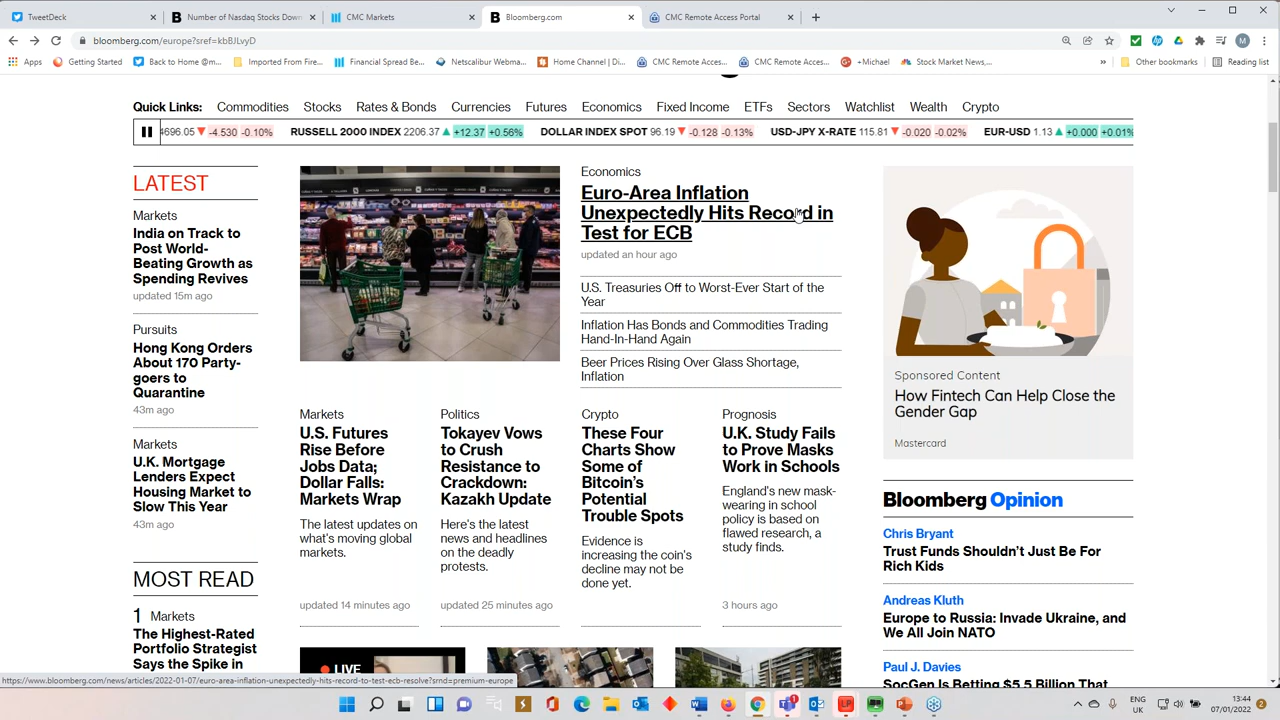 TweetDeck
Number of Nasdaq Stocks Down
CMC Markets
Bloomberg.com
CMC Remote Access Portal
bloomberg.com/europe?sref=kbBJLvyD
Apps
Getting Started
Back to Home @m...
Imported From Fire...
Financial Spread Be...
Netscalibur Webma...
Home Channel | Di...
CMC Remote Acces...
CMC Remote Acces...
+Michael
Stock Market News,...
Other bookmarks
Reading list
Quick Links: Commodities Stocks Rates & Bonds Currencies Futures Economics Fixed Income ETFs Sectors Watchlist Wealth Crypto
4696.05 -4.530 -0.10% RUSSELL 2000 INDEX 2206.37 +12.37 +0.56% DOLLAR INDEX SPOT 96.19 -0.128 -0.13% USD-JPY X-RATE 115.81 -0.020 -0.02% EUR-USD 1.13 +0.000 +0.01%
LATEST
Markets
India on Track to
Post World-
Beating Growth as
Spending Revives
updated 15m ago
Pursuits
Hong Kong Orders
About 170 Party-
goers to
Quarantine
43m ago
Markets
U.K. Mortgage
Lenders Expect
Housing Market to
Slow This Year
43m ago
MOST READ
1 Markets
The Highest-Rated
Portfolio Strategist
Says the Spike in
Economics
Euro-Area Inflation
Unexpectedly Hits Record in
Test for ECB
updated an hour ago
U.S. Treasuries Off to Worst-Ever Start of the
Year
Inflation Has Bonds and Commodities Trading
Hand-In-Hand Again
Beer Prices Rising Over Glass Shortage,
Inflation
Markets
U.S. Futures
Rise Before
Jobs Data;
Dollar Falls:
Markets Wrap
The latest updates on
what's moving global
markets.
updated 14 minutes ago
Politics
Tokayev Vows
to Crush
Resistance to
Crackdown:
Kazakh Update
Here's the latest
news and headlines
on the deadly
protests.
updated 25 minutes ago
Crypto
These Four
Charts Show
Some of
Bitcoin's
Potential
Trouble Spots
Evidence is
increasing the coin's
decline may not be
done yet.
Prognosis
U.K. Study Fails
to Prove Masks
Work in Schools
England's new mask-
wearing in school
policy is based on
flawed research, a
study finds.
3 hours ago
LIVE
Sponsored Content
How Fintech Can Help Close the
Gender Gap
Mastercard
Bloomberg Opinion
Chris Bryant
Trust Funds Shouldn't Just Be For
Rich Kids
Andreas Kluth
Europe to Russia: Invade Ukraine, and
We All Join NATO
Paul J. Davies
SocGen Is Betting $5.5 Billion That
https://www.bloomberg.com/news/articles/2022-01-07/euro-area-inflation-unexpectedly-hits-record-to-test-ecb-resolve?srnd=premium-europe
ENG
UK
13:44
07/01/2022